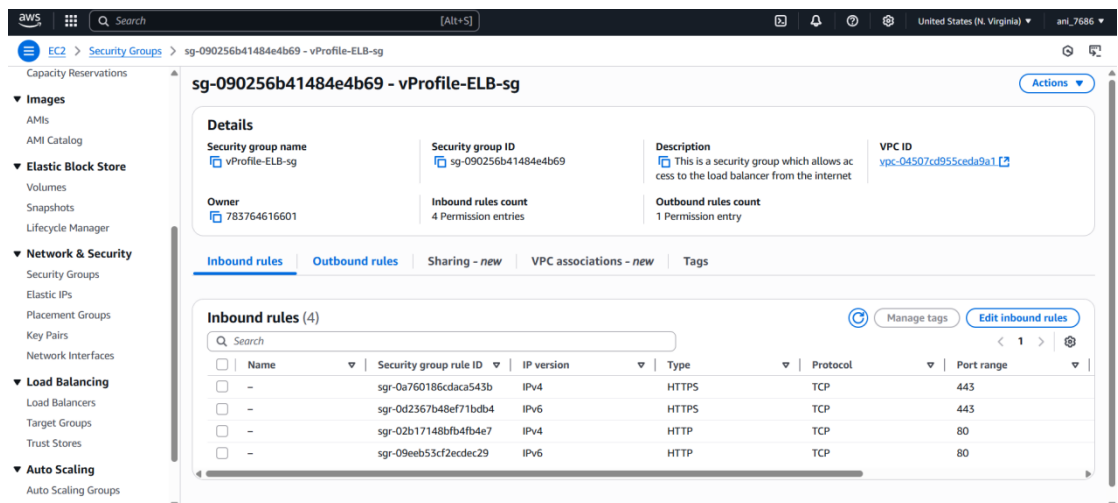 aws Search [Alt+S] United States (N. Virginia) ani_7686
EC2 > Security Groups > sg-090256b41484e4b69 - vProfile-ELB-sg
Capacity Reservations
Images
AMIs
AMI Catalog
Elastic Block Store
Volumes
Snapshots
Lifecycle Manager
Network & Security
Security Groups
Elastic IPs
Placement Groups
Key Pairs
Network Interfaces
Load Balancing
Load Balancers
Target Groups
Trust Stores
Auto Scaling
Auto Scaling Groups
sg-090256b41484e4b69 - vProfile-ELB-sg Actions
Details
Security group name
vProfile-ELB-sg
Security group ID
sg-090256b41484e4b69
Description
This is a security group which allows ac
cess to the load balancer from the internet
VPC ID
vpc-04507cd955ceda9a1
Owner
783764616601
Inbound rules count
4 Permission entries
Outbound rules count
1 Permission entry
Inbound rules Outbound rules Sharing - new VPC associations - new Tags
Inbound rules (4) Manage tags Edit inbound rules
Search < 1 >
Name Security group rule ID IP version Type Protocol Port range
– sgr-0a760186cdaca543b IPv4 HTTPS TCP 443
– sgr-0d2367b48ef71bdb4 IPv6 HTTPS TCP 443
– sgr-02b17148bfb4fb4e7 IPv4 HTTP TCP 80
– sgr-09eeb53cf2ecdec29 IPv6 HTTP TCP 80